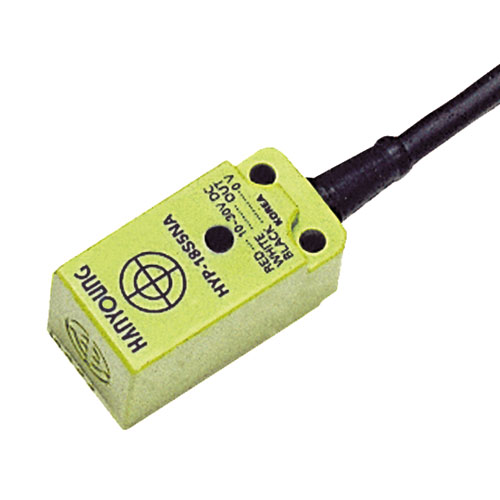 HANYOUNG
HYP-18S5NA
RED 10~30V DC
WHITE OUT
BLACK 0 V
KOREA